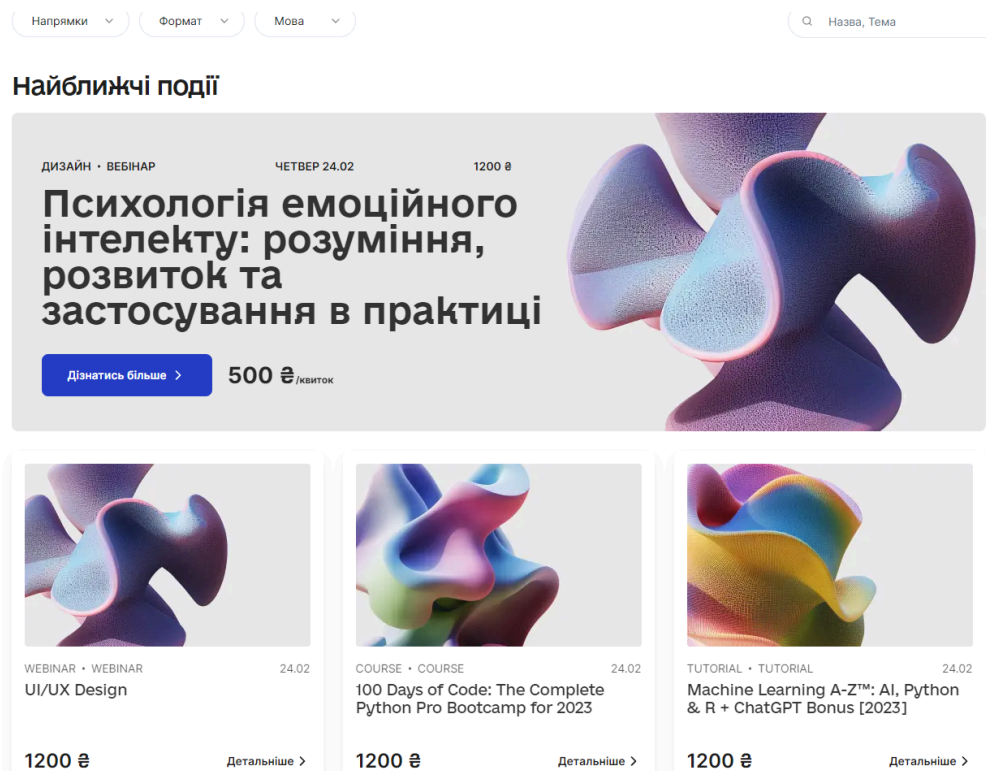 Напрямки
Формат
Мова
Назва, Тема
Найближчі події
ДИЗАЙН • ВЕБІНАР
ЧЕТВЕР 24.02
1200 ₴
Психологія емоційного
інтелекту: розуміння,
розвиток та
застосування в практиці
Дізнатись більше
500 ₴/квиток
WEBINAR • WEBINAR
24.02
UI/UX Design
1200 ₴
Детальніше
COURSE • COURSE
24.02
100 Days of Code: The Complete
Python Pro Bootcamp for 2023
1200 ₴
Детальніше
TUTORIAL • TUTORIAL
24.02
Machine Learning A-Z™: AI, Python
& R + ChatGPT Bonus [2023]
1200 ₴
Детальніше